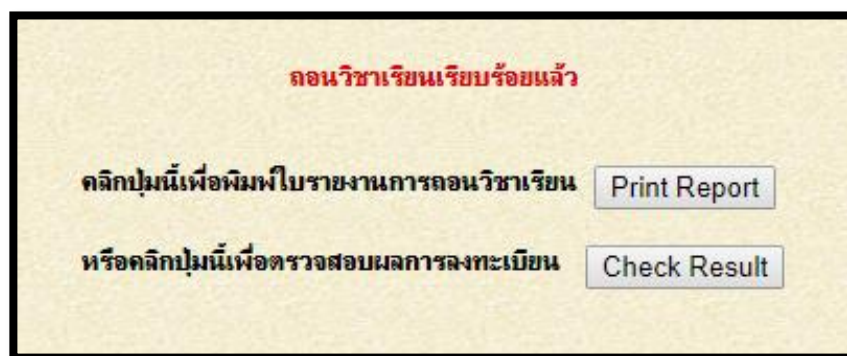 ถอนวิชาเรียนเรียบร้อยแล้ว
คลิกปุ่มนี้เพื่อพิมพ์ใบรายงานการถอนวิชาเรียน Print Report
หรือคลิกปุ่มนี้เพื่อตรวจสอบผลการลงทะเบียน Check Result